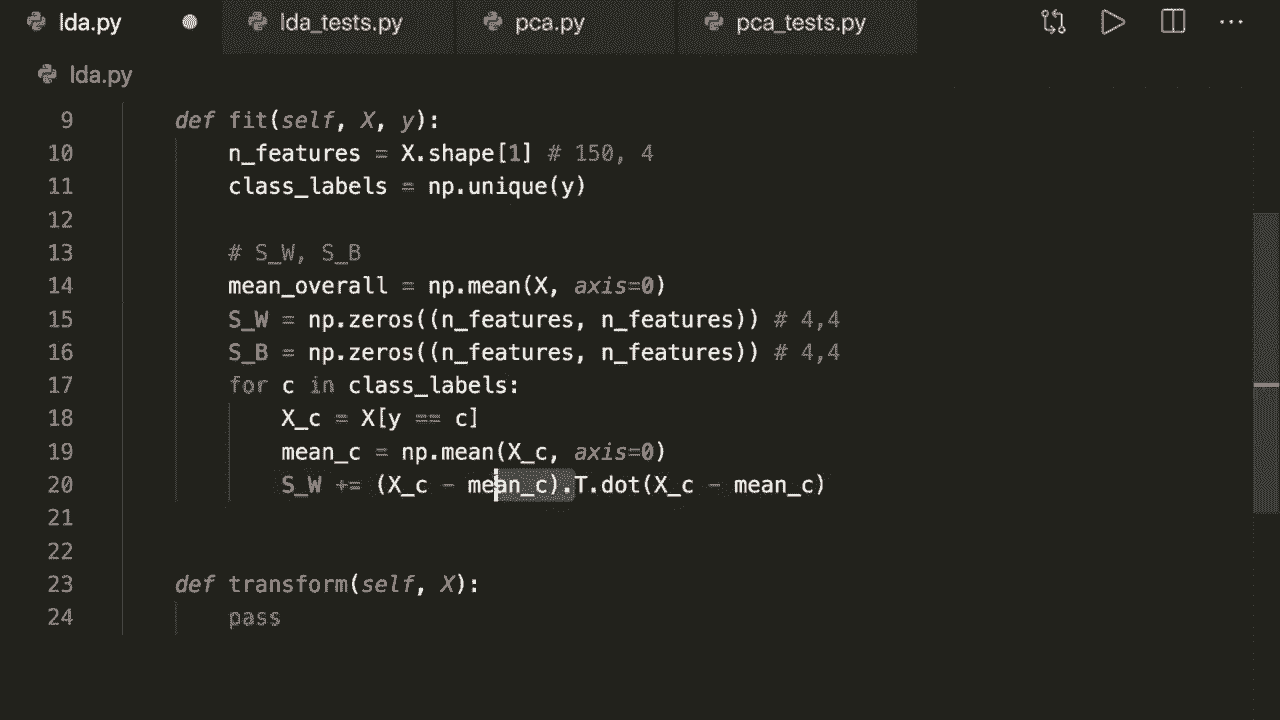 lda.py lda_tests.py pca.py pca_tests.py
lda.py
9 def fit(self, X, y):
10 n_features = X.shape[1] # 150, 4
11 class_labels = np.unique(y)
12
13 # S_W, S_B
14 mean_overall = np.mean(X, axis=0)
15 S_W = np.zeros((n_features, n_features)) # 4,4
16 S_B = np.zeros((n_features, n_features)) # 4,4
17 for c in class_labels:
18 X_c = X[y == c]
19 mean_c = np.mean(X_c, axis=0)
20 S_W += (X_c - mean_c).T.dot(X_c - mean_c)
21
22
23 def transform(self, X):
24 pass